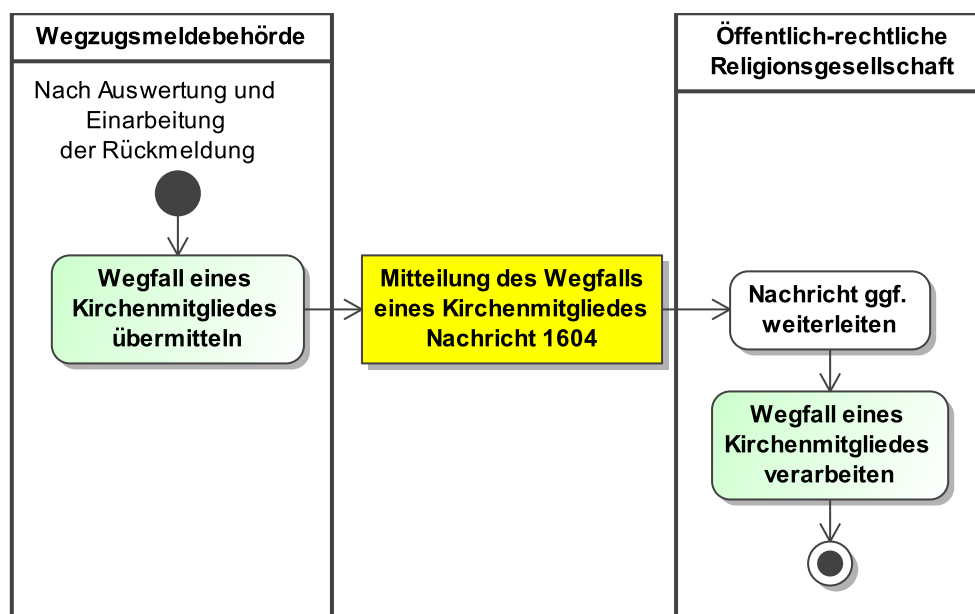 Wegzugsmeldebehörde
Nach Auswertung und
Einarbeitung
der Rückmeldung
Wegfall eines
Kirchenmitgliedes
übermitteln
Mitteilung des Wegfalls
eines Kirchenmitgliedes
Nachricht 1604
Öffentlich-rechtliche
Religionsgesellschaft
Nachricht ggf.
weiterleiten
Wegfall eines
Kirchenmitgliedes
verarbeiten